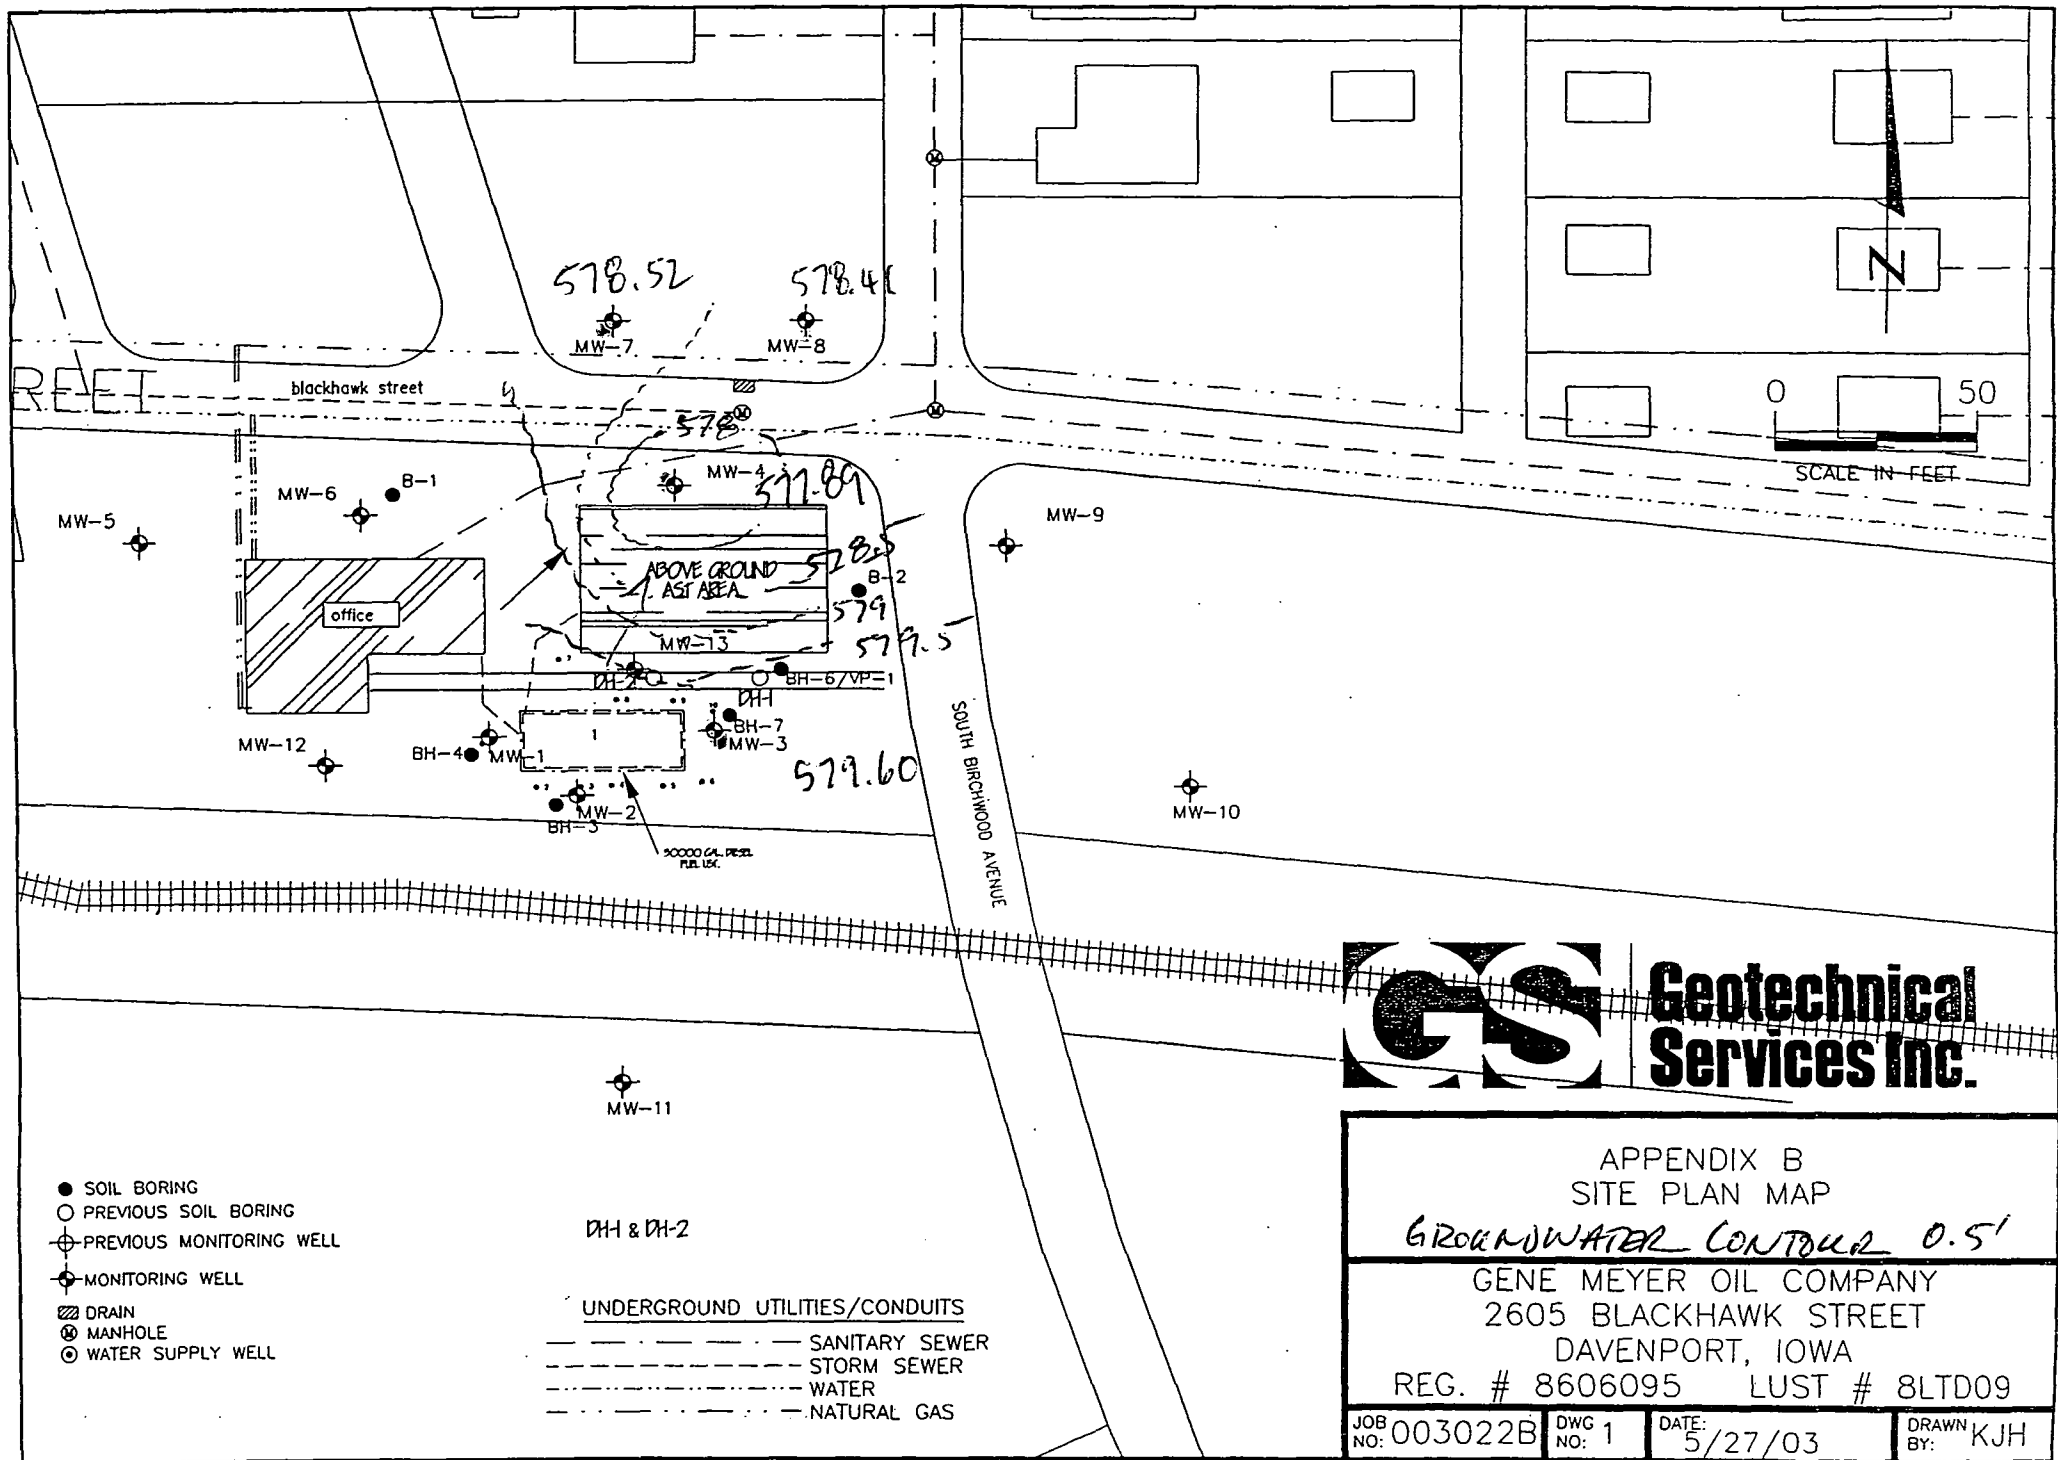 578.52
578.41
MW-7
MW-8
REET
blackhawk street
0 50
SCALE IN FEET
N
578
MW-4
577.89
MW-6
B-1
MW-5
MW-9
ABOVE GROUND
AST AREA
B-2
579
579.5
office
MW-13
DH-2
BH-6/VP-1
DH-1
BH-7
MW-3
MW-12
BH-4
MW-1
1
579.60
MW-2
BH-3
MW-10
SOUTH BIRCHWOOD AVENUE
MW-11
GS
Geotechnical
Services Inc.
SOIL BORING
PREVIOUS SOIL BORING
PREVIOUS MONITORING WELL
MONITORING WELL
DRAIN
MANHOLE
WATER SUPPLY WELL
DH-1 & DH-2
UNDERGROUND UTILITIES/CONDUITS
SANITARY SEWER
STORM SEWER
WATER
NATURAL GAS
APPENDIX B
SITE PLAN MAP
GROUNDWATER CONTOUR 0.5'
GENE MEYER OIL COMPANY
2605 BLACKHAWK STREET
DAVENPORT, IOWA
REG. # 8606095 LUST # 8LTD09
JOB NO: 003022B
DWG NO: 1
DATE: 5/27/03
DRAWN BY: KJH